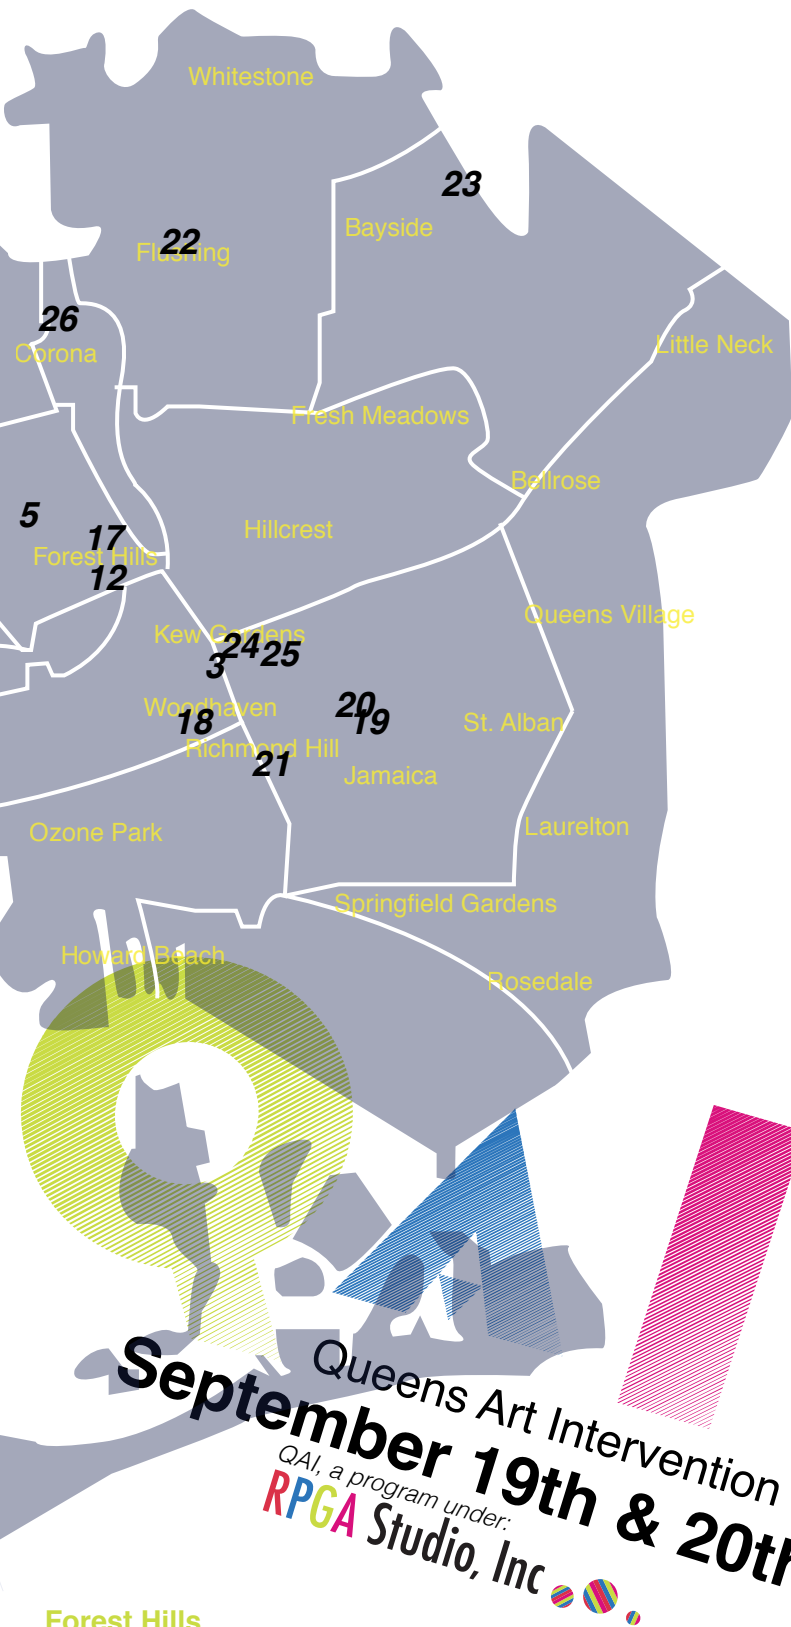 Whitestone
23
Bayside
22
Flushing
26
Corona
Little Neck
Fresh Meadows
Bellrose
5
17
Forest Hills
12
Hillcrest
Queens Village
Kew Gardens
24
25
3
Woodhaven
18
20
19
St. Alban
Richmond Hill
21
Jamaica
Ozone Park
Laurelton
Springfield Gardens
Howard Beach
Rosedale
QAI
Queens Art Intervention
September 19th & 20th
QAI, a program under:
RPGA Studio, Inc
Forest Hills